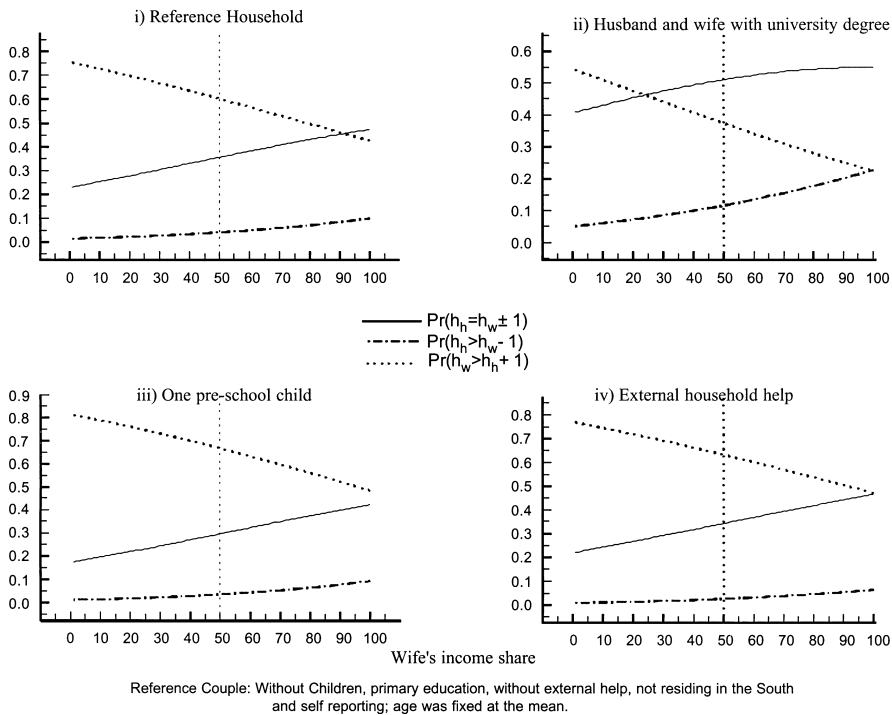 i) Reference Household
0.8
0.7
0.6
0.5
0.4
0.3
0.2
0.1
0.0
0 10 20 30 40 50 60 70 80 90 100
ii) Husband and wife with university degree
0.6
0.5
0.4
0.3
0.2
0.1
0.0
0 10 20 30 40 50 60 70 80 90 100
Pr(h_h=h_w± 1)
Pr(h_h>h_w- 1)
Pr(h_w>h_h+ 1)
iii) One pre-school child
0.9
0.8
0.7
0.6
0.5
0.4
0.3
0.2
0.1
0.0
0 10 20 30 40 50 60 70 80 90 100
iv) External household help
0.8
0.7
0.6
0.5
0.4
0.3
0.2
0.1
0.0
0 10 20 30 40 50 60 70 80 90 100
Wife's income share
Reference Couple: Without Children, primary education, without external help, not residing in the South
and self reporting; age was fixed at the mean.